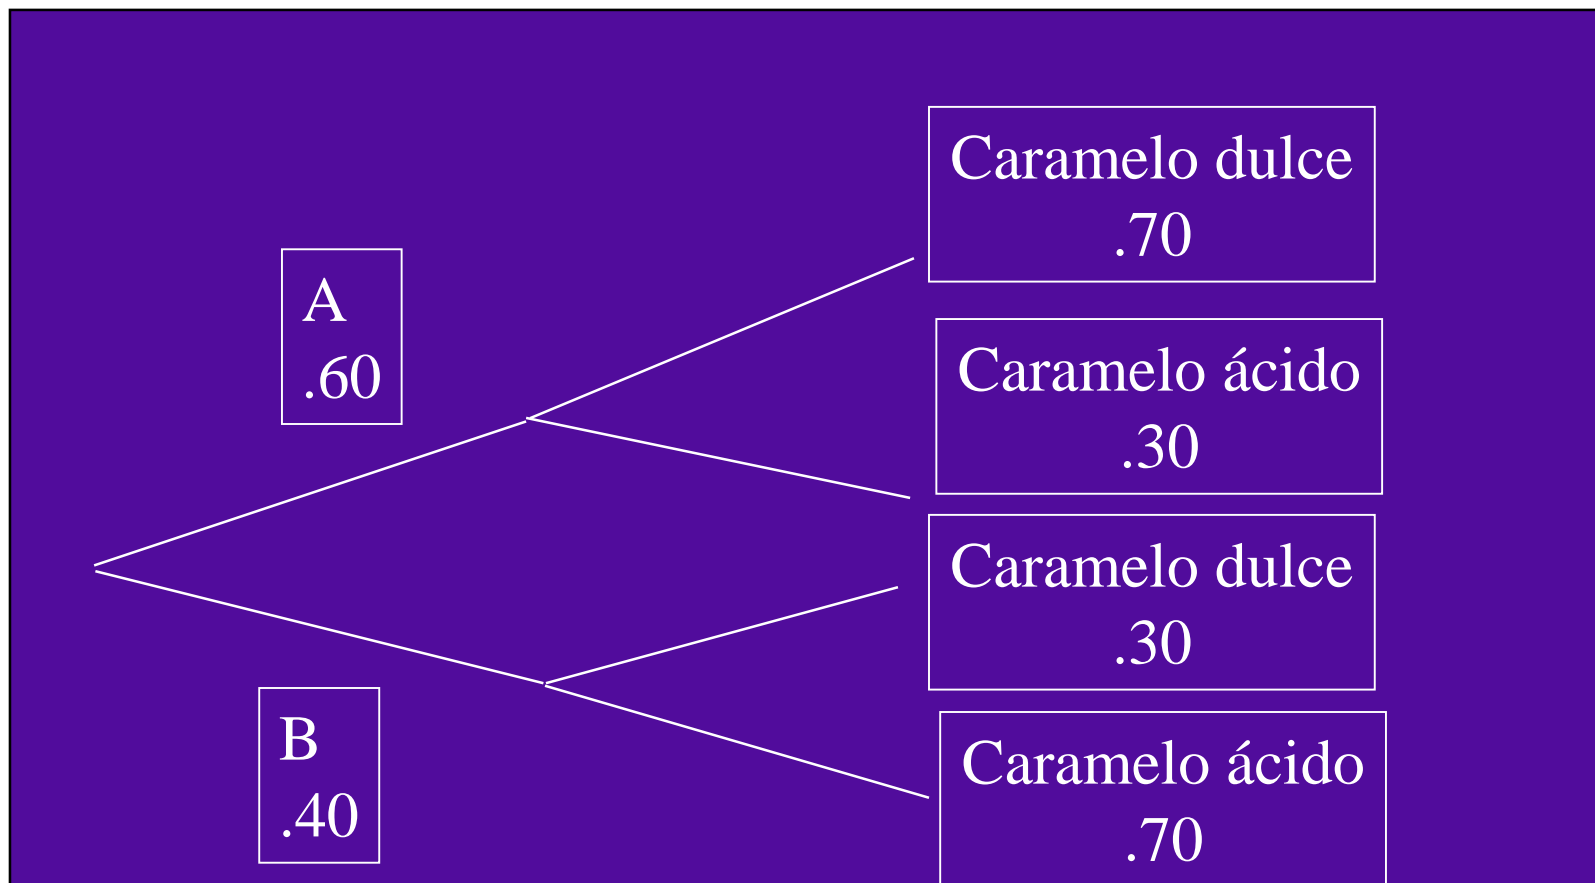 Caramelo dulce
.70
A
.60
Caramelo ácido
.30
Caramelo dulce
.30
B
.40
Caramelo ácido
.70